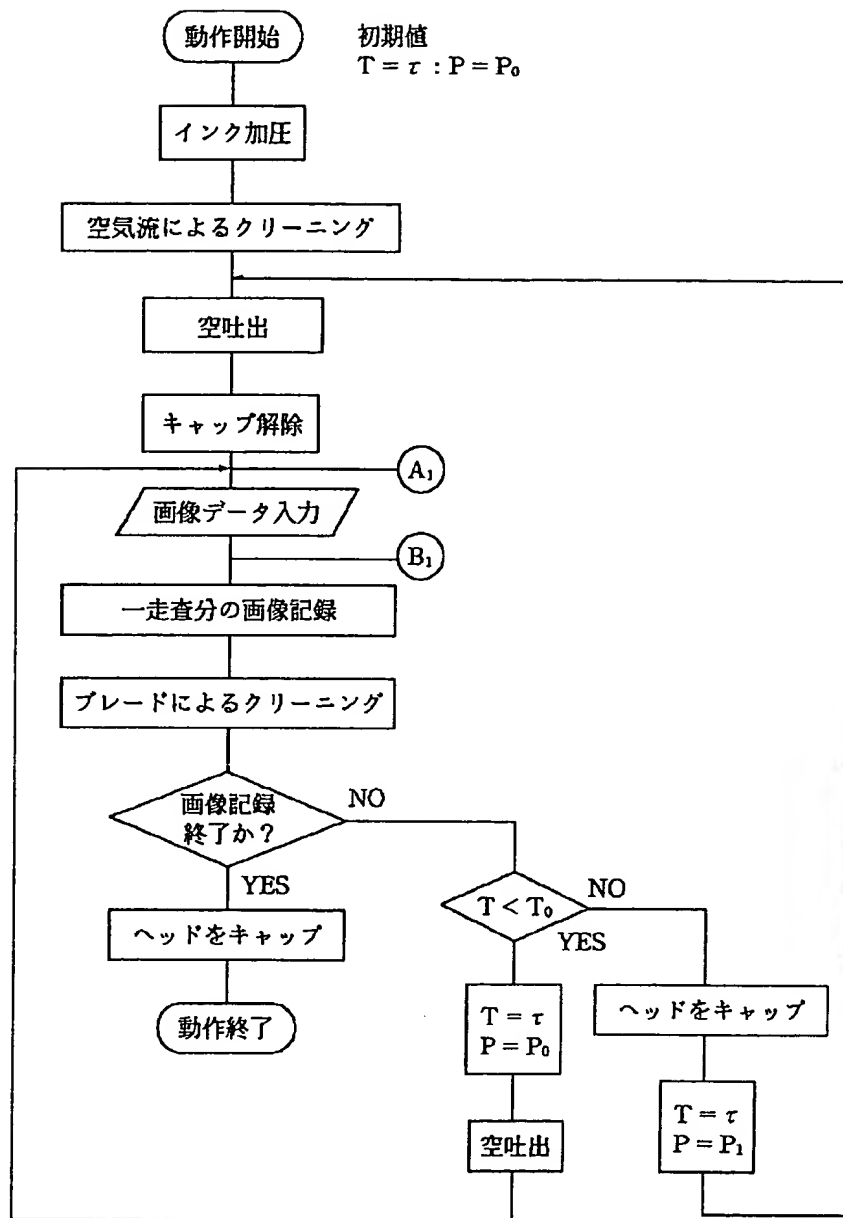 動作開始
初期値
T = τ : P = P₀
インク加圧
空気流によるクリーニング
空吐出
キャップ解除
A₁
画像データ入力
B₁
一走査分の画像記録
ブレードによるクリーニング
画像記録
終了か?
NO
YES
T < T₀
NO
YES
ヘッドをキャップ
動作終了
T = τ
P = P₀
ヘッドをキャップ
空吐出
T = τ
P = P₁